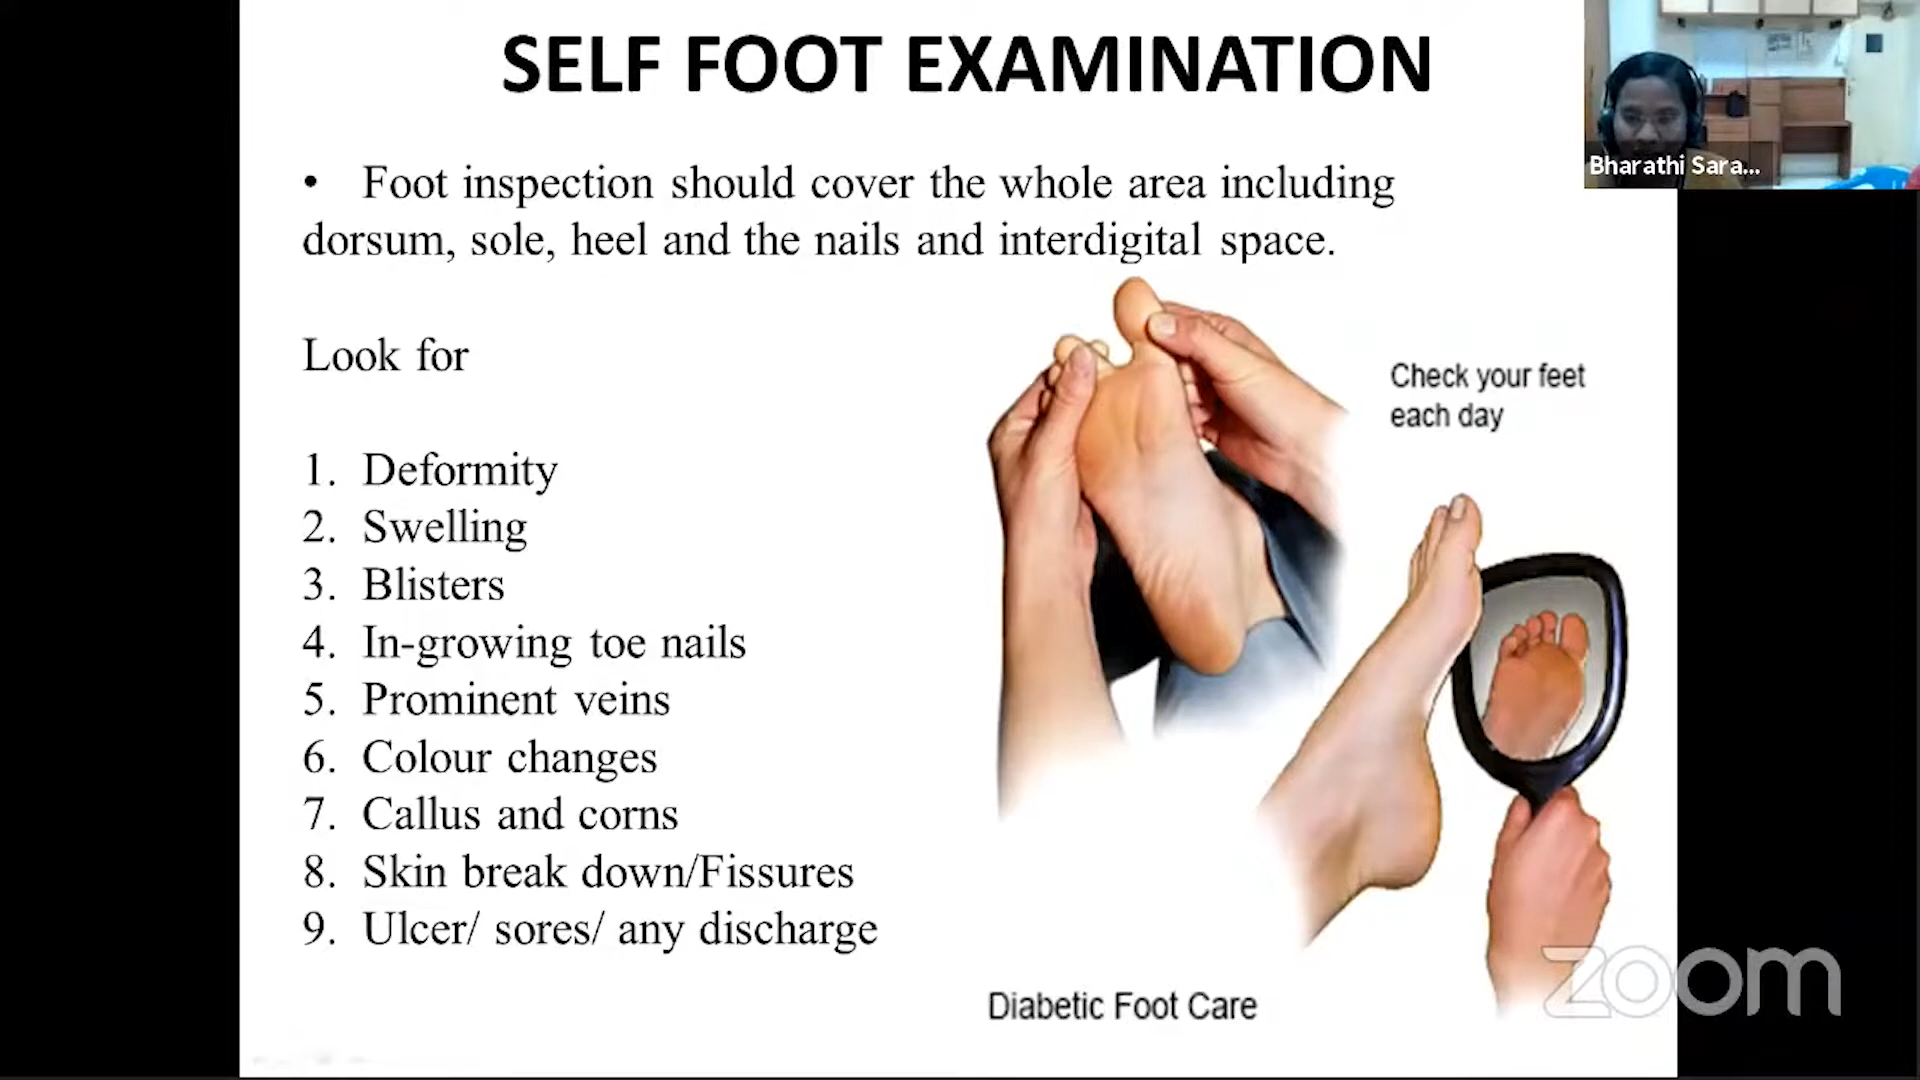 SELF FOOT EXAMINATION
Bharathi Sara...
• Foot inspection should cover the whole area including
dorsum, sole, heel and the nails and interdigital space.
Look for
Check your feet
each day
1. Deformity
2. Swelling
3. Blisters
4. In-growing toe nails
5. Prominent veins
6. Colour changes
7. Callus and corns
8. Skin break down/Fissures
9. Ulcer/ sores/ any discharge
Diabetic Foot Care
zoom